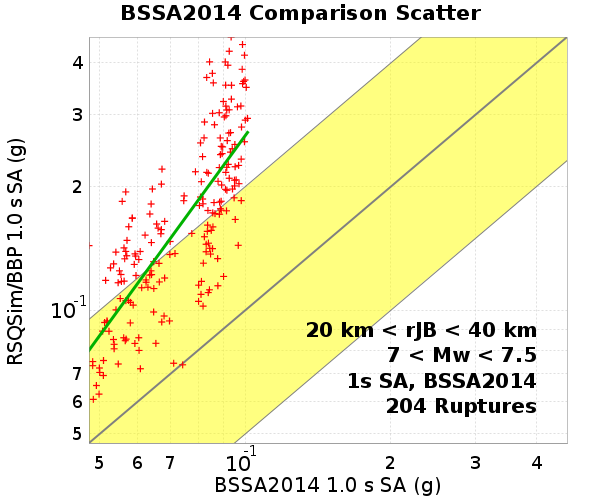 BSSA2014 Comparison Scatter
RSQSim/BBP 1.0 s SA (g)
4
3
2
10^-1
7
6
5
20 km < rJB < 40 km
7 < Mw < 7.5
1s SA, BSSA2014
204 Ruptures
5 6 7 10^-1 2 3 4
BSSA2014 1.0 s SA (g)